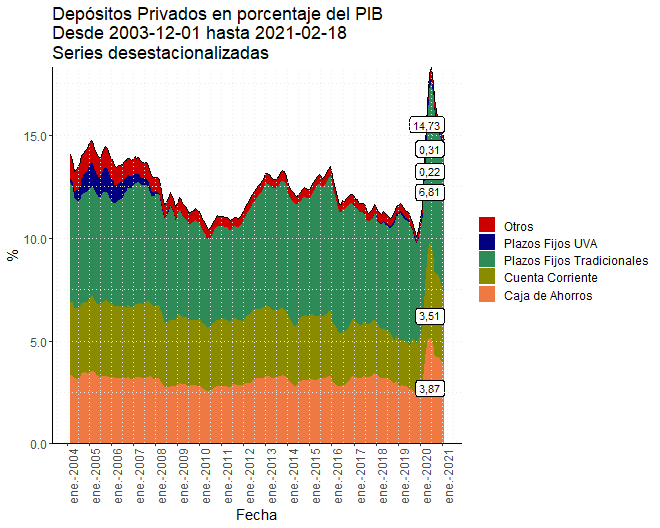 Depósitos Privados en porcentaje del PIB
Desde 2003-12-01 hasta 2021-02-18
Series desestacionalizadas
15.0
10.0
5.0
0.0
%
14,73
0,31
0,22
6,81
3,51
3,87
ene.-2004
ene.-2005
ene.-2006
ene.-2007
ene.-2008
ene.-2009
ene.-2010
ene.-2011
ene.-2012
ene.-2013
ene.-2014
ene.-2015
ene.-2016
ene.-2017
ene.-2018
ene.-2019
ene.-2020
ene.-2021
Fecha
Otros
Plazos Fijos UVA
Plazos Fijos Tradicionales
Cuenta Corriente
Caja de Ahorros